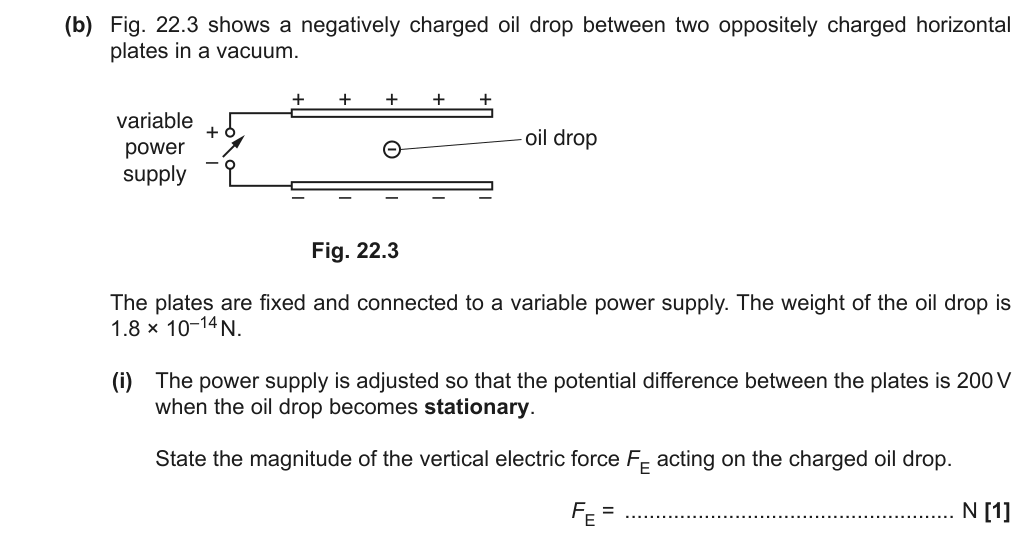 (b) Fig. 22.3 shows a negatively charged oil drop between two oppositely charged horizontal
plates in a vacuum.
+ + + + +
variable
power
supply
+
−
−
oil drop
− − − − −
Fig. 22.3
The plates are fixed and connected to a variable power supply. The weight of the oil drop is
1.8 × 10⁻¹⁴ N.
(i) The power supply is adjusted so that the potential difference between the plates is 200 V
when the oil drop becomes stationary.
State the magnitude of the vertical electric force F_E acting on the charged oil drop.
F_E = ...................................................... N [1]